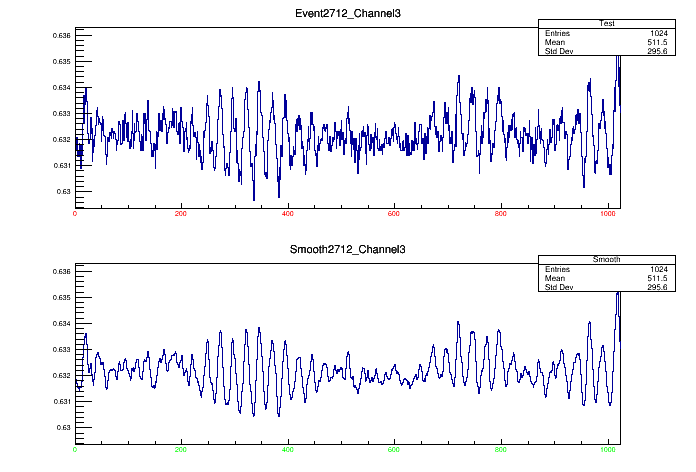 Event2712_Channel3
Test
Entries 1024
Mean 511.5
Std Dev 295.6
0.636
0.635
0.634
0.633
0.632
0.631
0.63
0 200 400 600 800 1000
Smooth2712_Channel3
Smooth
Entries 1024
Mean 511.5
Std Dev 295.6
0.636
0.635
0.634
0.633
0.632
0.631
0.63
0 200 400 600 800 1000